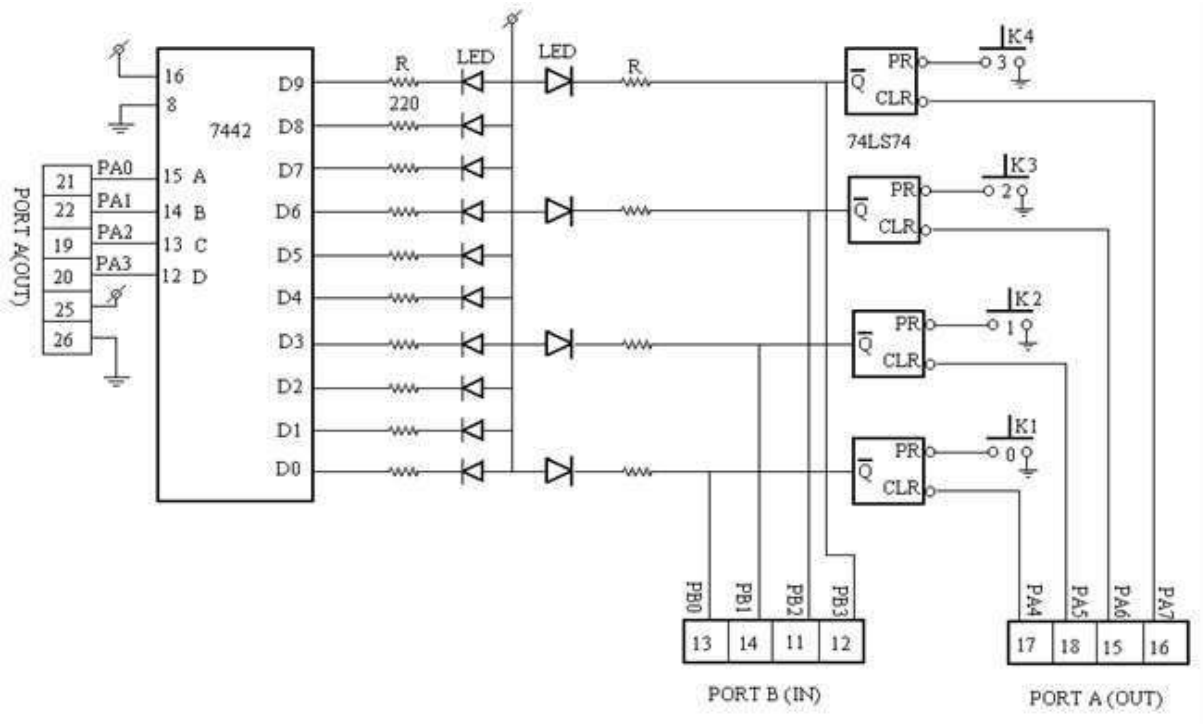 K4
R
LED
LED
R
PR
3
16
D9
Q
8
220
CLR
D8
7442
74LS74
K3
21
PA0
15 A
D7
PR
2
22
PA1
14 B
D6
Q
PORT A(OUT)
19
PA2
13 C
CLR
20
PA3
12 D
D5
25
D4
K2
26
D3
PR
1
Q
CLR
D2
D1
K1
D0
PR
0
Q
CLR
PB0
PB1
PB2
PB3
PA4
PA5
PA6
PA7
13
14
11
12
17
18
15
16
PORT B (IN)
PORT A (OUT)